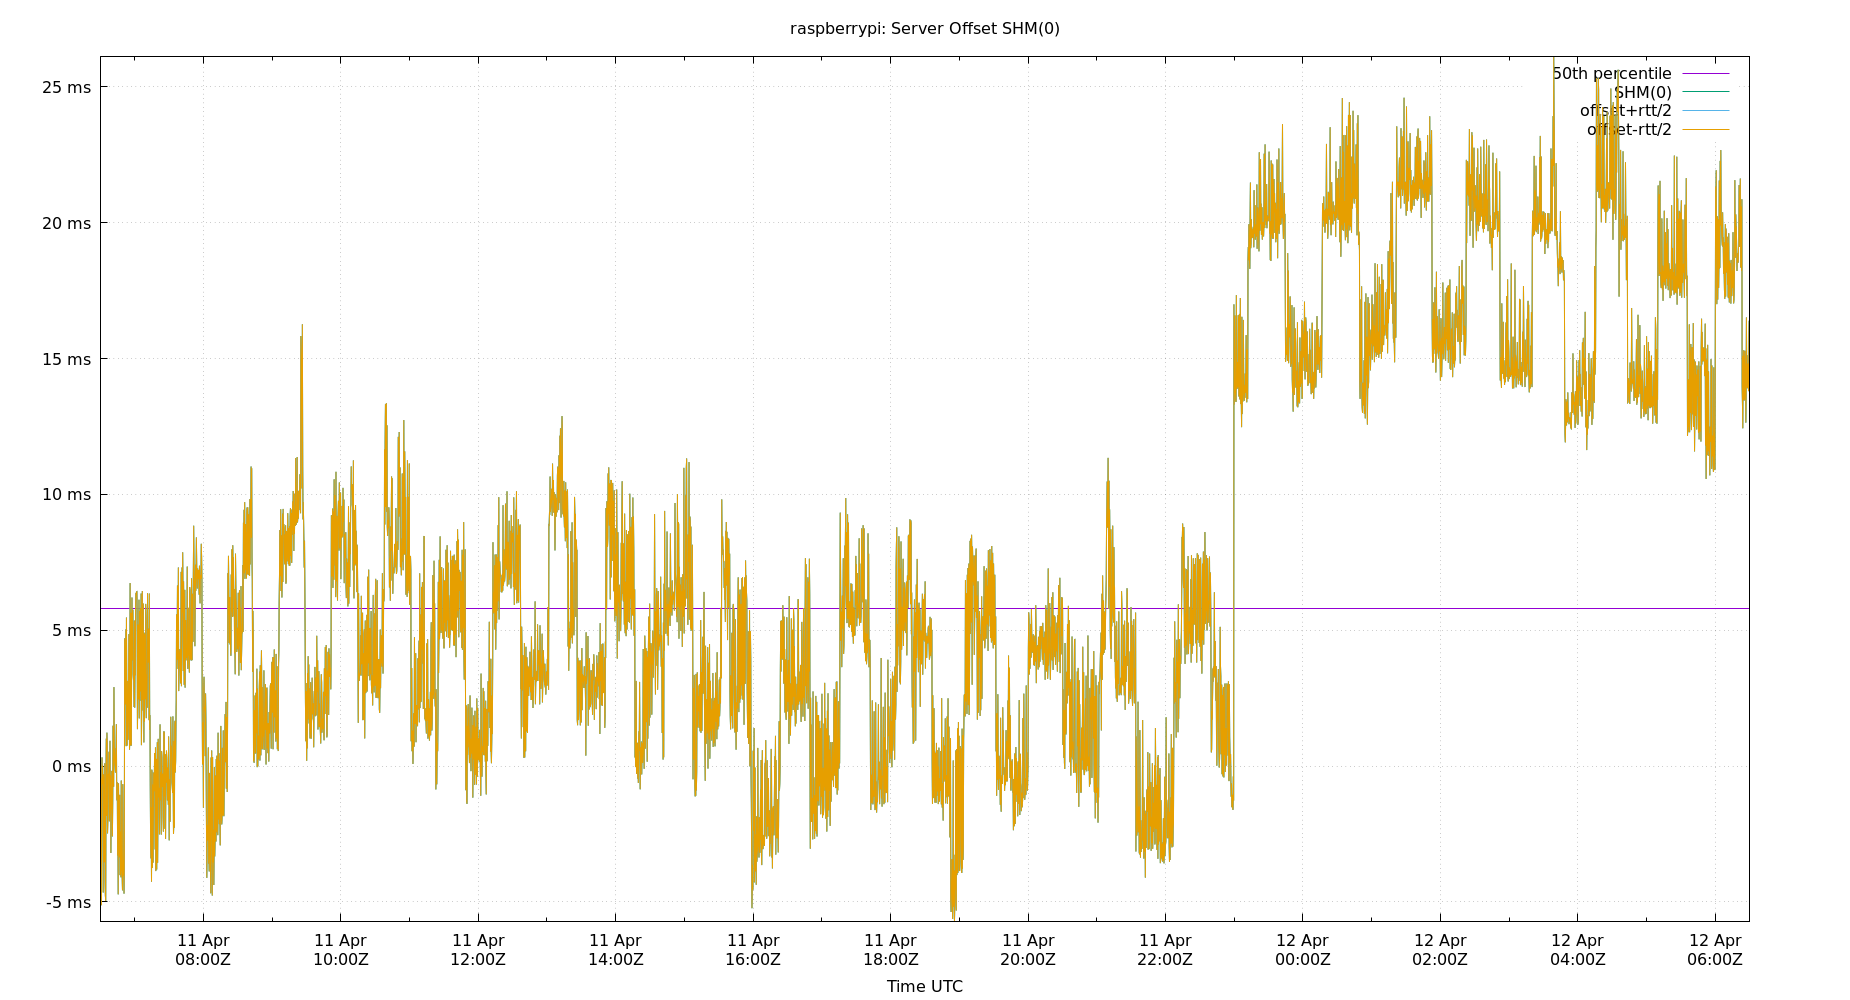 raspberrypi: Server Offset SHM(0)
50th percentile
SHM(0)
offset+rtt/2
offset-rtt/2
25 ms
20 ms
15 ms
10 ms
5 ms
0 ms
-5 ms
11 Apr 11 Apr 11 Apr 11 Apr 11 Apr 11 Apr 11 Apr 11 Apr 12 Apr 12 Apr 12 Apr 12 Apr
08:00Z 10:00Z 12:00Z 14:00Z 16:00Z 18:00Z 20:00Z 22:00Z 00:00Z 02:00Z 04:00Z 06:00Z
Time UTC